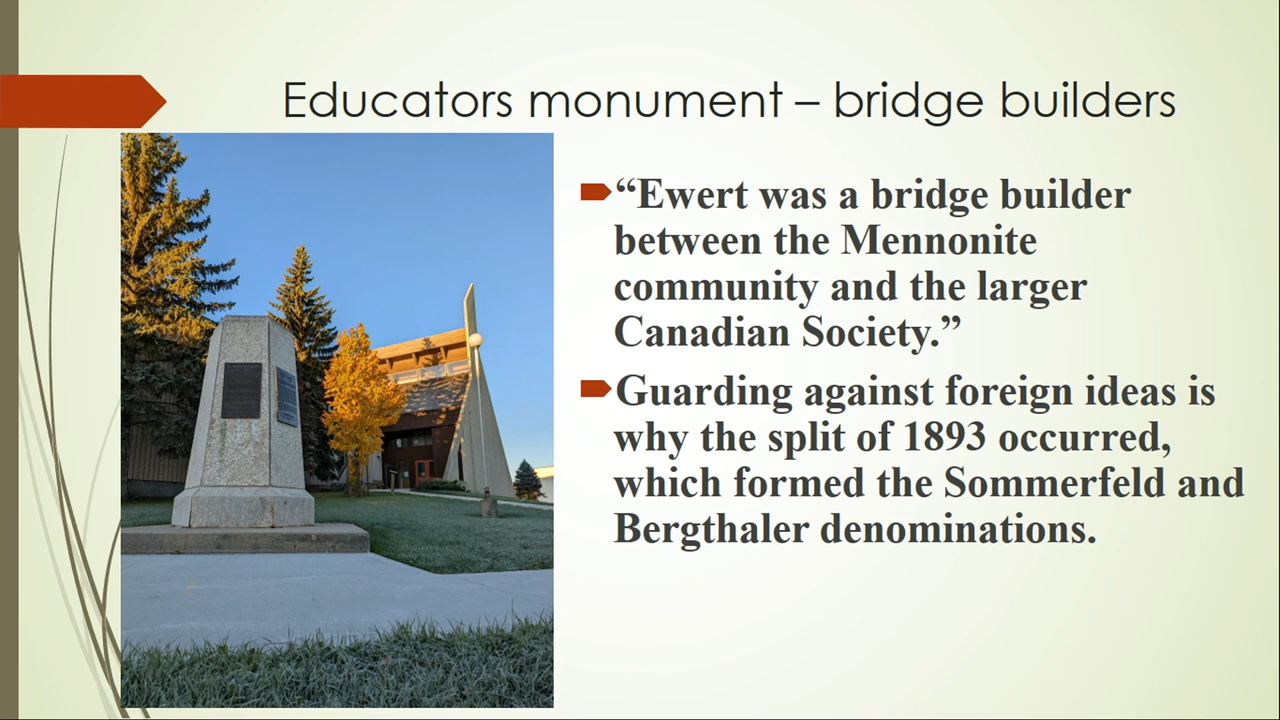 Educators monument – bridge builders
“Ewert was a bridge builder
between the Mennonite
community and the larger
Canadian Society.”
Guarding against foreign ideas is
why the split of 1893 occurred,
which formed the Sommerfeld and
Bergthaler denominations.